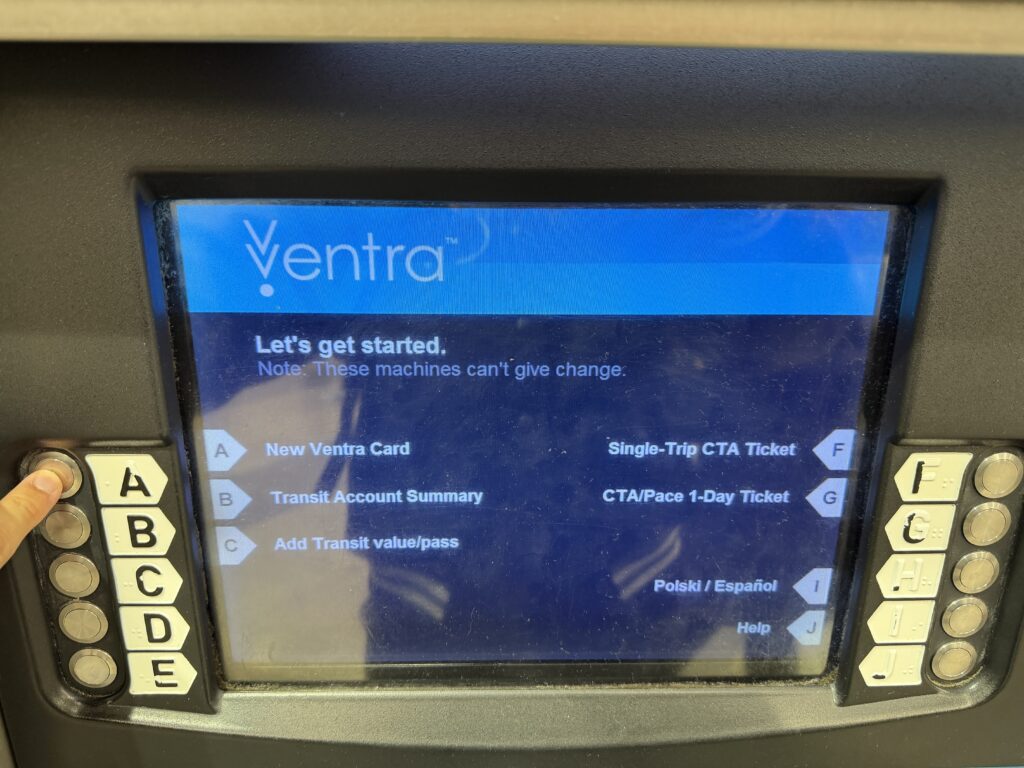 Ventra™
Let's get started.
Note: These machines can't give change.
A New Ventra Card
B Transit Account Summary
C Add Transit value/pass
Single-Trip CTA Ticket F
CTA/Pace 1-Day Ticket G
Polski / Español I
Help J
A
B
C
D
E
F
G
H
I
J